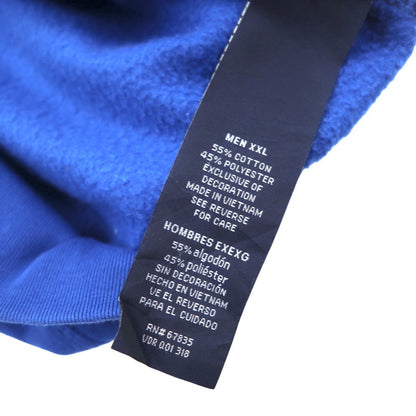 MEN XXL
55% COTTON
45% POLYESTER
EXCLUSIVE OF
DECORATION
MADE IN VIETNAM
SEE REVERSE
FOR CARE
HOMBRES EXEXG
55% algodón
45% poliéster
SIN DECORACIÓN
HECHO EN VIETNAM
VE EL REVERSO
PARA EL CUIDADO
RN# 67835
VDR Q01 318